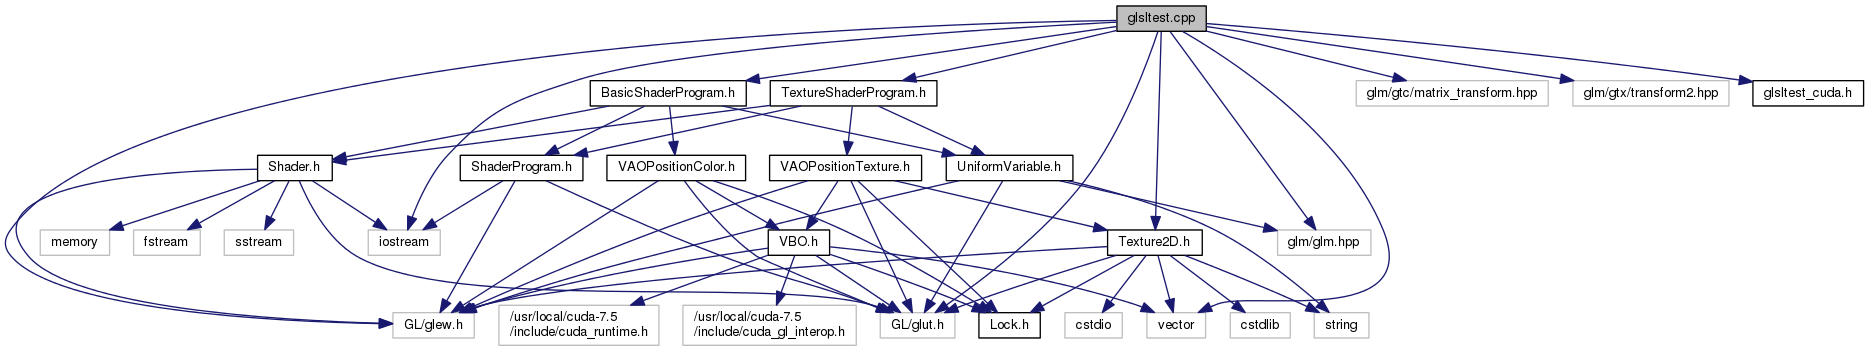 glsltest.cpp
BasicShaderProgram.h
TextureShaderProgram.h
glm/gtc/matrix_transform.hpp
glm/gtx/transform2.hpp
glsltest_cuda.h
Shader.h
ShaderProgram.h
VAOPositionColor.h
VAOPositionTexture.h
UniformVariable.h
memory
fstream
sstream
iostream
VBO.h
Texture2D.h
glm/glm.hpp
GL/glew.h
/usr/local/cuda-7.5
/include/cuda_runtime.h
/usr/local/cuda-7.5
/include/cuda_gl_interop.h
GL/glut.h
Lock.h
cstdio
vector
cstdlib
string